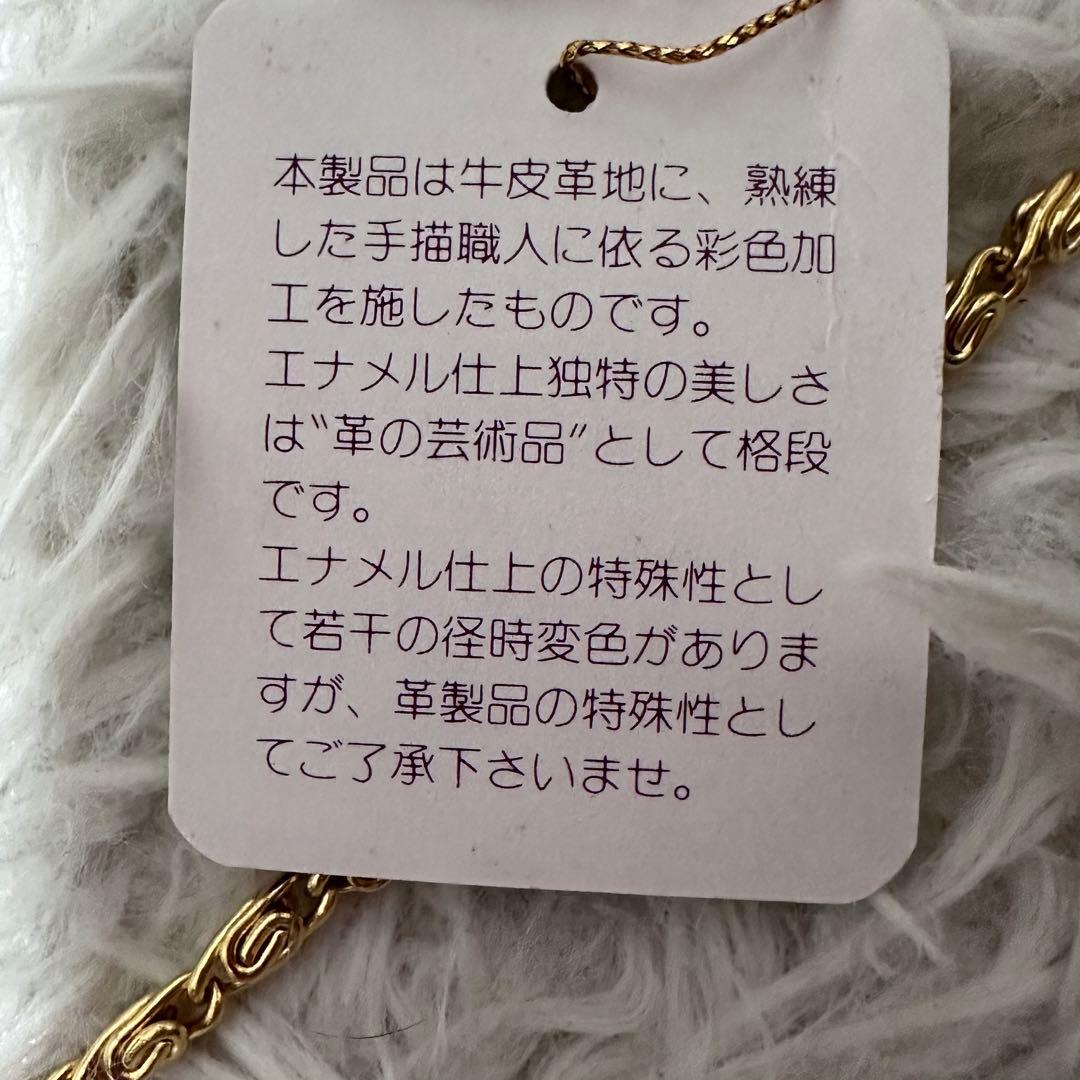 本製品は牛皮革地に、熟練
した手描職人に依る彩色加
工を施したものです。
エナメル仕上独特の美しさ
は〝革の芸術品〟として格段
です。
エナメル仕上の特殊性とし
て若干の径時変色がありま
すが、革製品の特殊性とし
てご了承下さいませ。